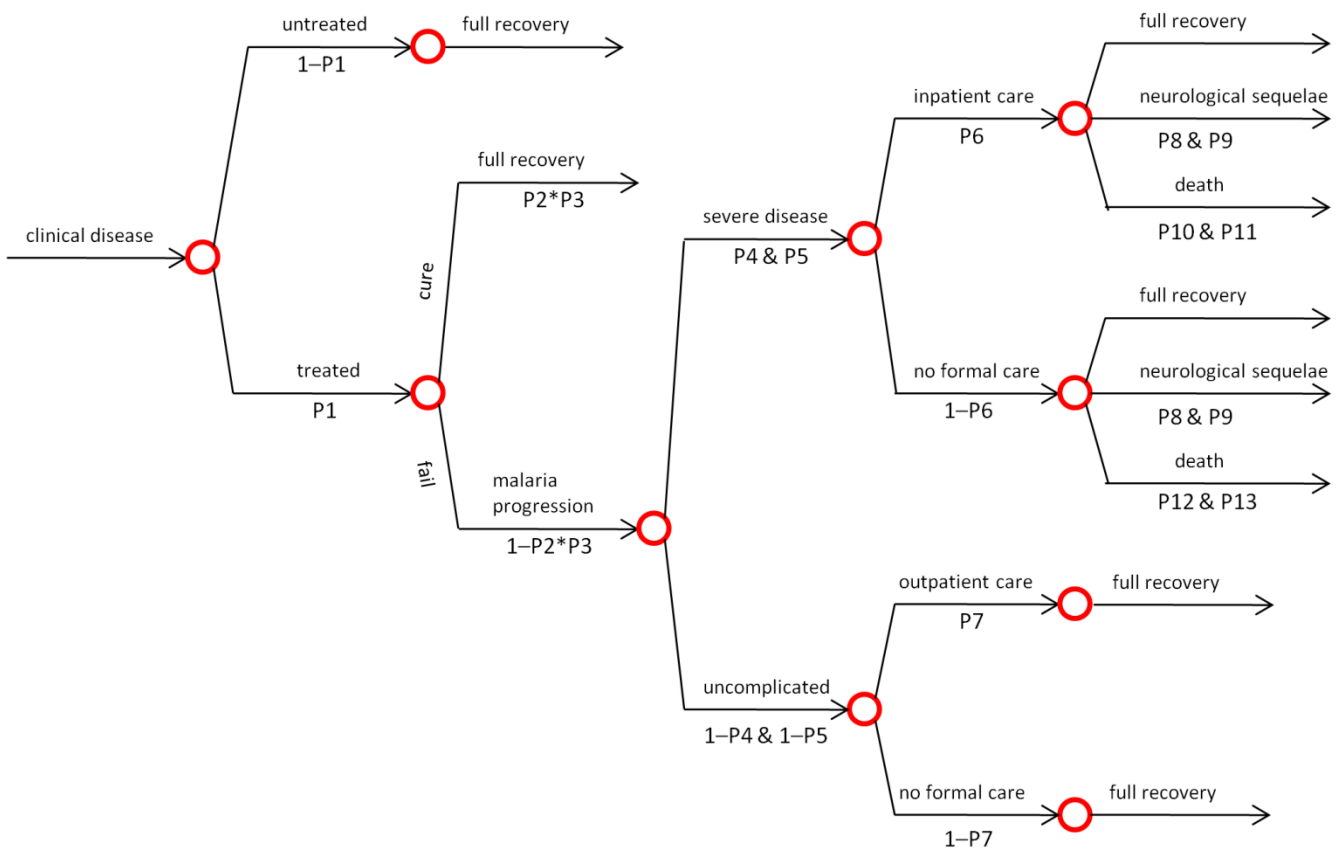 untreated
1–P1
full recovery
clinical disease
treated
P1
cure
full recovery
P2*P3
fail
malaria
progression
1–P2*P3
severe disease
P4 & P5
inpatient care
P6
full recovery
neurological sequelae
P8 & P9
death
P10 & P11
no formal care
1–P6
full recovery
neurological sequelae
P8 & P9
death
P12 & P13
uncomplicated
1–P4 & 1–P5
outpatient care
P7
full recovery
no formal care
1–P7
full recovery